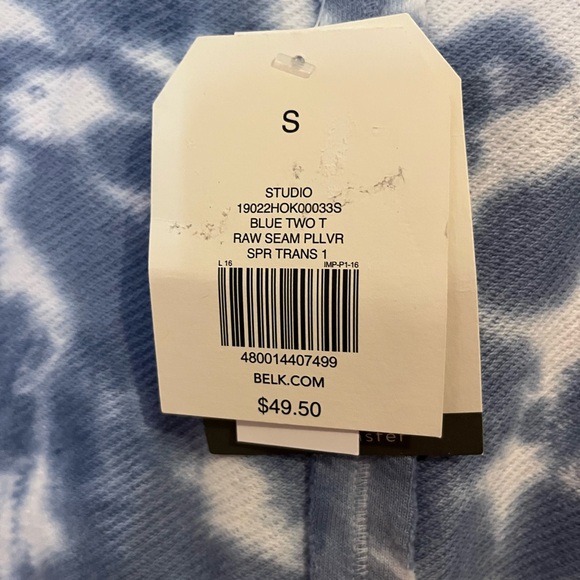 S
STUDIO
19022HOK00033S
BLUE TWO T
RAW SEAM PLLVR
SPR TRANS 1
L 16 IMP-P1-16
480014407499
BELK.COM
$49.50